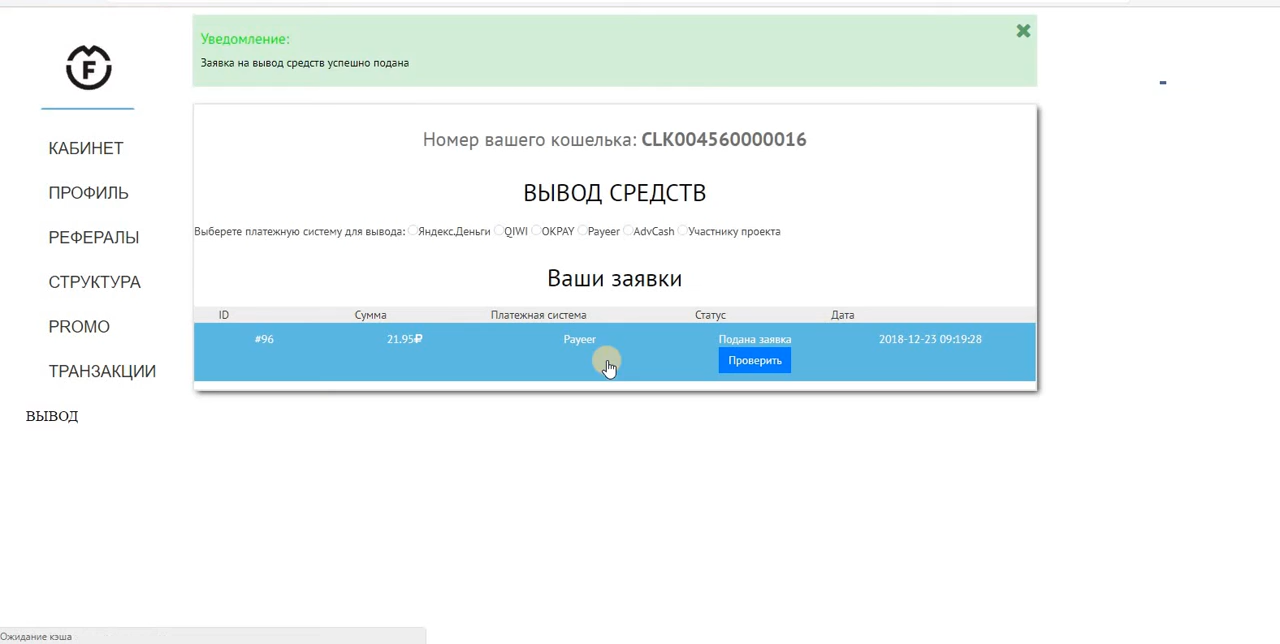 Уведомление:
Заявка на вывод средств успешно подана
F
КАБИНЕТ
ПРОФИЛЬ
РЕФЕРАЛЫ
СТРУКТУРА
PROMO
ТРАНЗАКЦИИ
ВЫВОД
Номер вашего кошелька: CLK004560000016
ВЫВОД СРЕДСТВ
Выберете платежную систему для вывода: Яндекс.Деньги QIWI OKPAY Payeer AdvCash Участнику проекта
Ваши заявки
ID Сумма Платежная система Статус Дата
#96 21.95₽ Payeer Подана заявка 2018-12-23 09:19:28
Проверить
Ожидание кэша